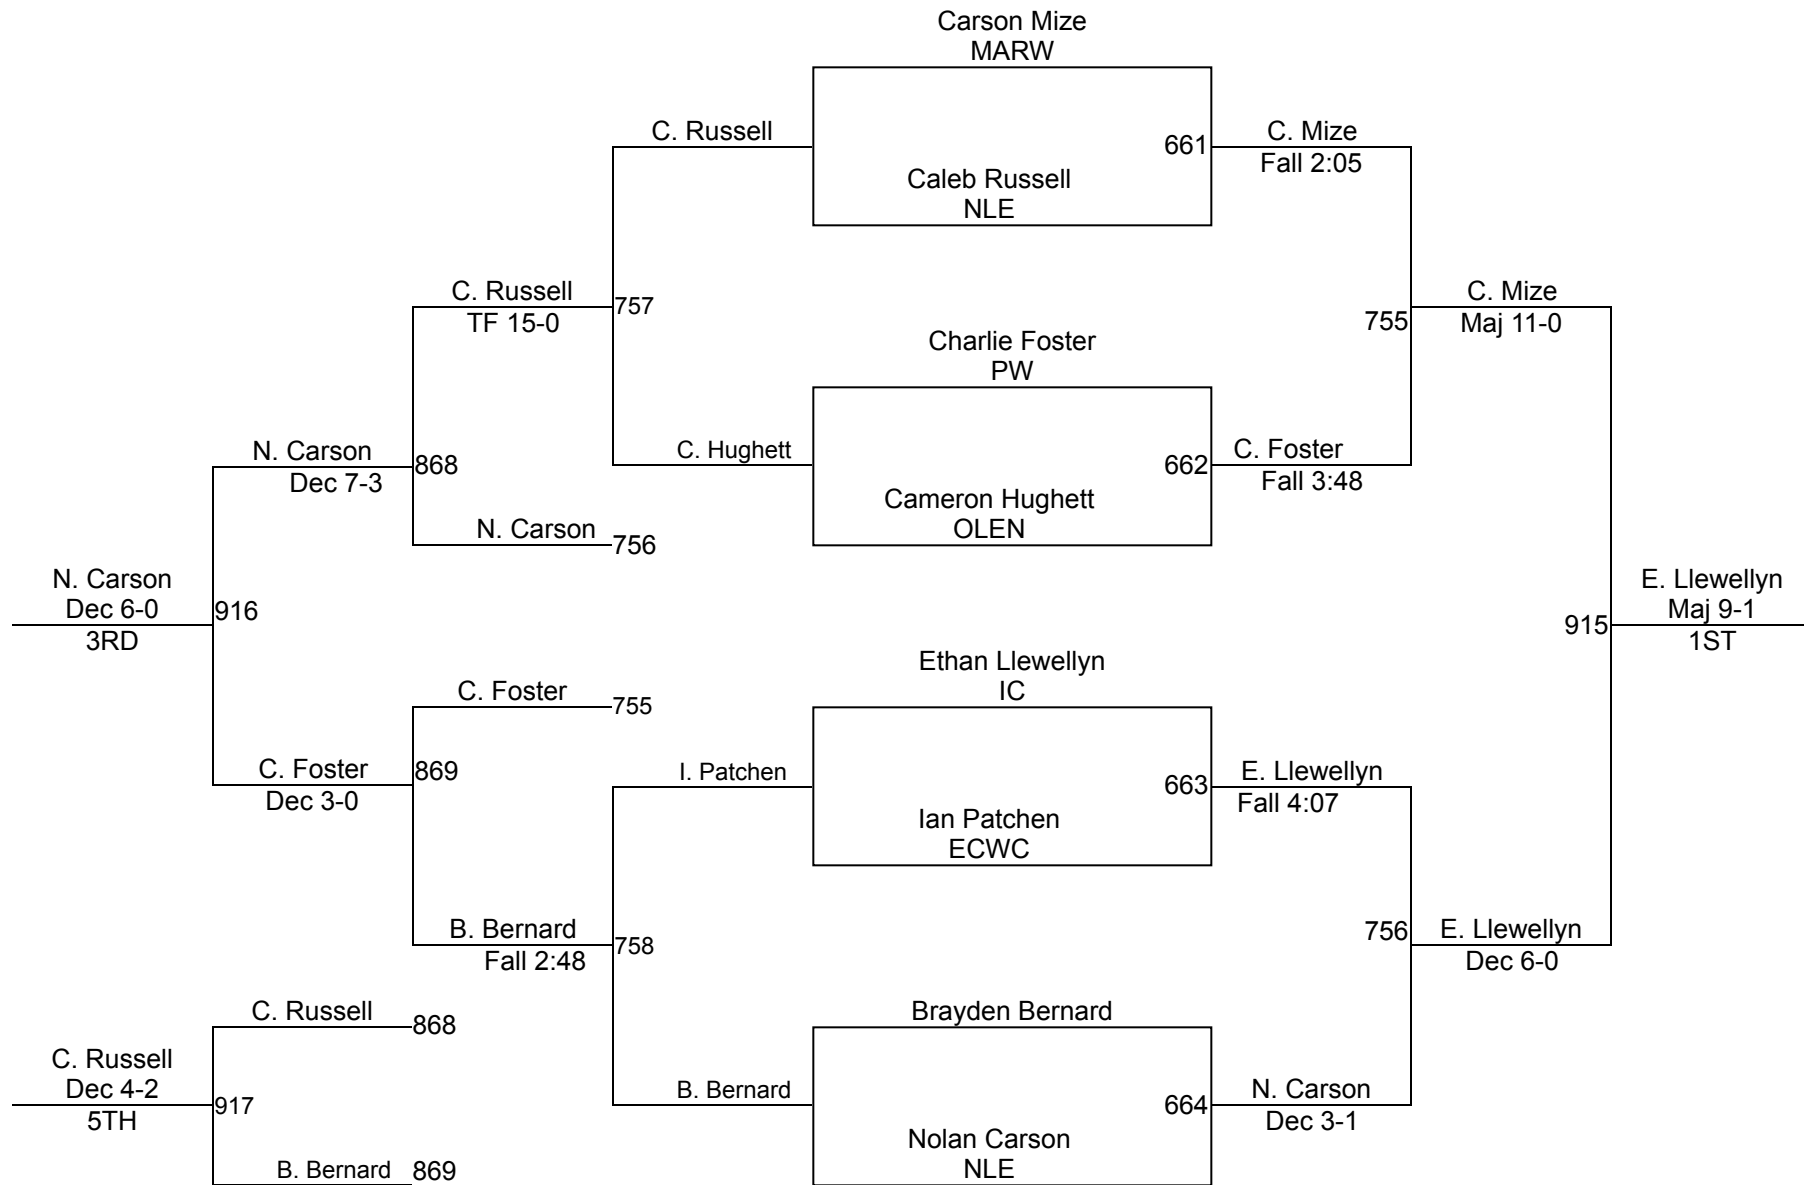 Carson Mize
MARW
C. Russell
661
C. Mize
Fall 2:05
Caleb Russell
NLE
C. Russell
TF 15-0
757
C. Mize
Maj 11-0
755
Charlie Foster
PW
N. Carson
Dec 7-3
868
C. Hughett
662
C. Foster
Fall 3:48
Cameron Hughett
OLEN
N. Carson
756
N. Carson
Dec 6-0
3RD
916
915
E. Llewellyn
Maj 9-1
1ST
Ethan Llewellyn
IC
C. Foster
755
C. Foster
Dec 3-0
869
I. Patchen
663
E. Llewellyn
Fall 4:07
Ian Patchen
ECWC
B. Bernard
Fall 2:48
758
756
E. Llewellyn
Dec 6-0
C. Russell
868
Brayden Bernard
C. Russell
Dec 4-2
5TH
917
B. Bernard
664
N. Carson
Dec 3-1
Nolan Carson
NLE
B. Bernard
869